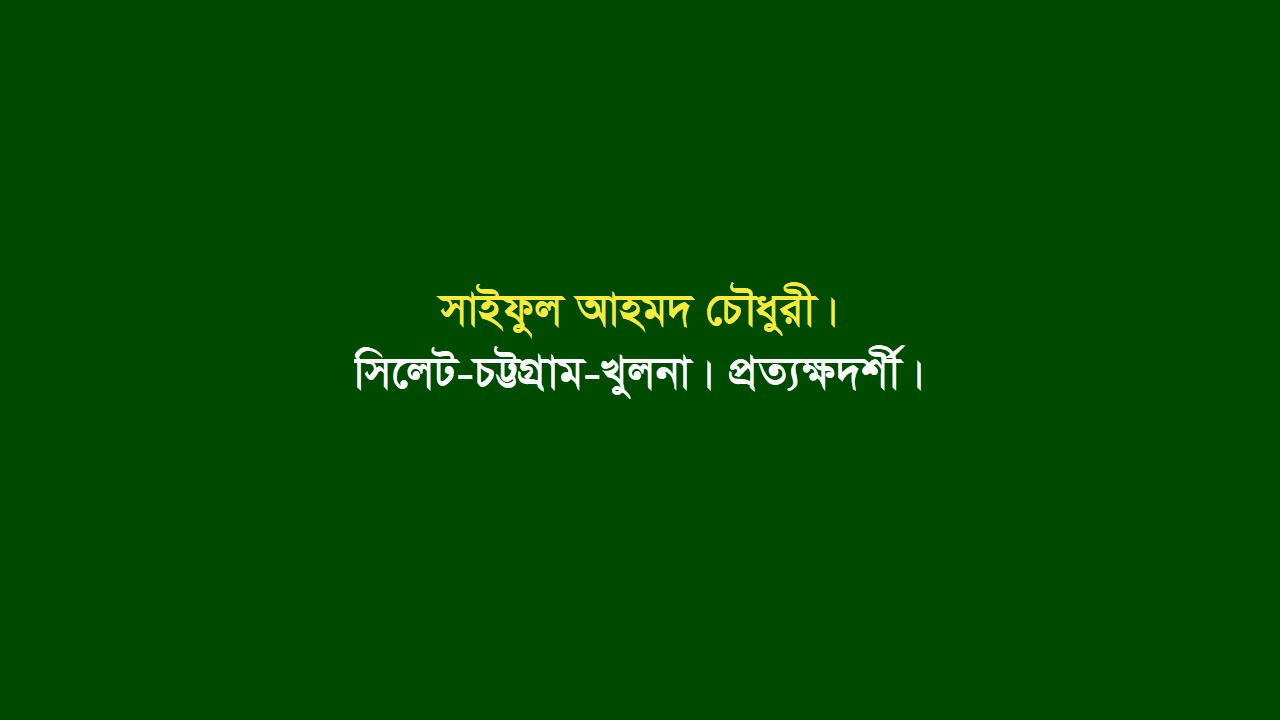 সাইফুল আহমদ চৌধুরী।
সিলেট-চট্টগ্রাম-খুলনা। প্রত্যক্ষদর্শী।